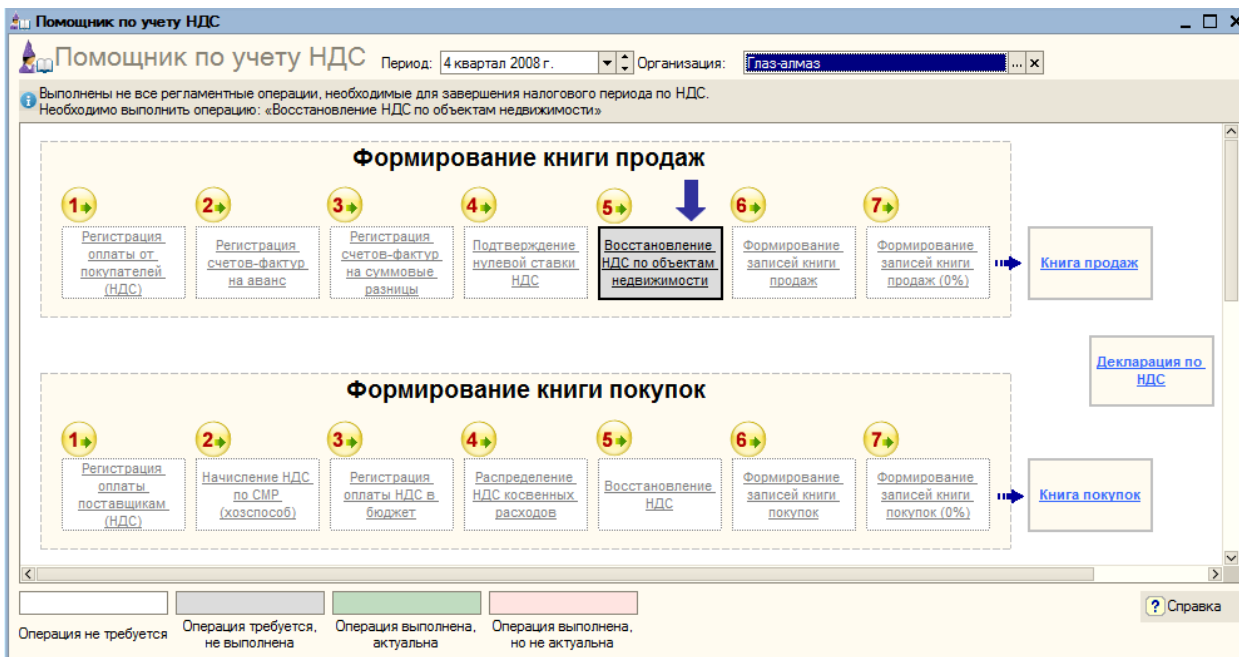 Помощник по учету НДС
Помощник по учету НДС Период: 4 квартал 2008 г. Организация: Глаз-алмаз ... x
Выполнены не все регламентные операции, необходимые для завершения налогового периода по НДС.
Необходимо выполнить операцию: «Восстановление НДС по объектам недвижимости»
Формирование книги продаж
1
Регистрация
оплаты от
покупателей
(НДС)
2
Регистрация
счетов-фактур
на аванс
3
Регистрация
счетов-фактур
на суммовые
разницы
4
Подтверждение
нулевой ставки
НДС
5
Восстановление
НДС по объектам
недвижимости
6
Формирование
записей книги
продаж
7
Формирование
записей книги
продаж (0%)
Книга продаж
Декларация по
НДС
Формирование книги покупок
1
Регистрация
оплаты
поставщикам
(НДС)
2
Начисление НДС
по СМР
(хозспособ)
3
Регистрация
оплаты НДС в
бюджет
4
Распределение
НДС косвенных
расходов
5
Восстановление
НДС
6
Формирование
записей книги
покупок
7
Формирование
записей книги
покупок (0%)
Книга покупок
Операция не требуется
Операция требуется,
не выполнена
Операция выполнена,
актуальна
Операция выполнена,
но не актуальна
? Справка